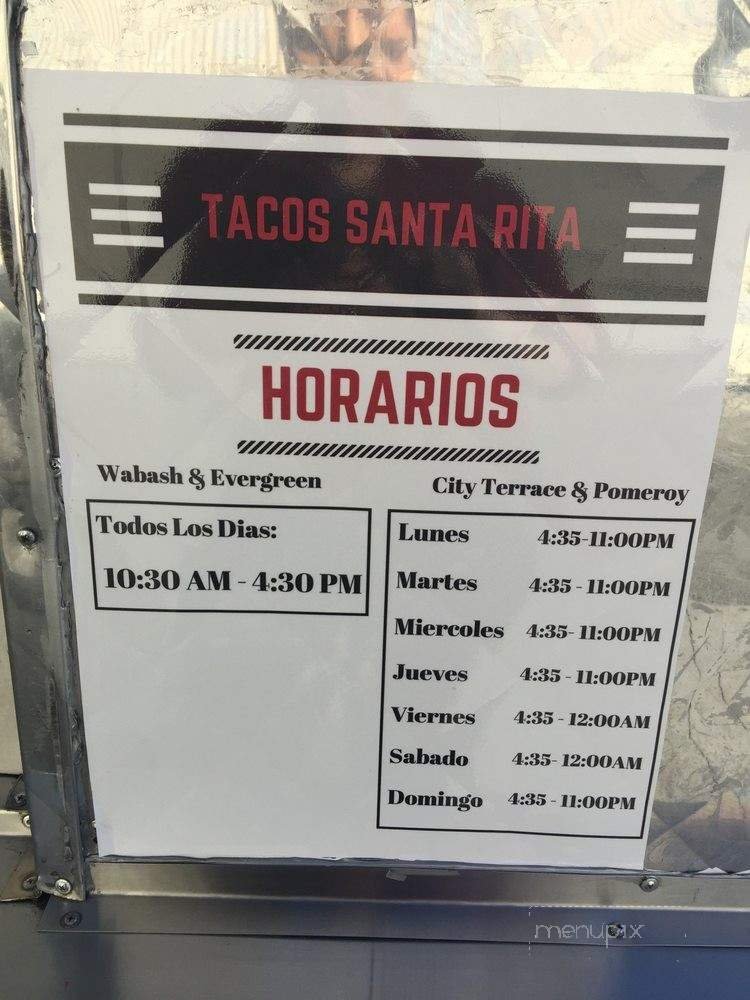 TACOS SANTA RITA
HORARIOS
Wabash & Evergreen
Todos Los Dias:
10:30 AM - 4:30 PM
City Terrace & Pomeroy
Lunes 4:35-11:00PM
Martes 4:35 - 11:00PM
Miercoles 4:35- 11:00PM
Jueves 4:35 - 11:00PM
Viernes 4:35 - 12:00AM
Sabado 4:35- 12:00AM
Domingo 4:35 - 11:00PM
menupix